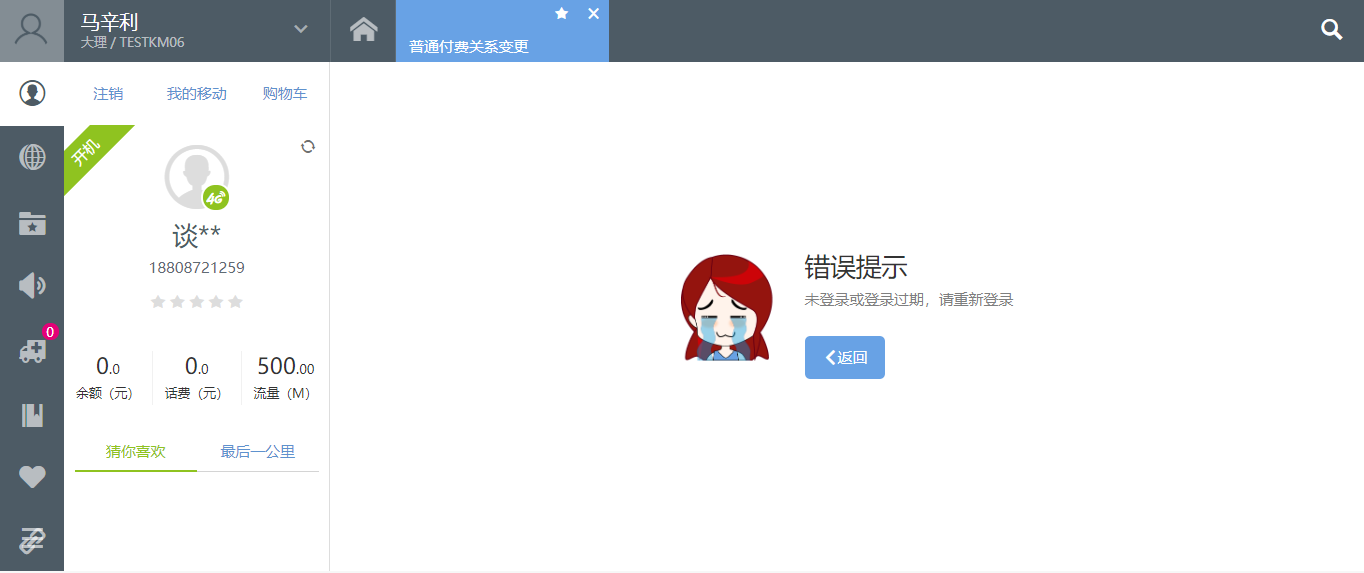 马辛利
大理 / TESTKM06
普通付费关系变更
注销
我的移动
购物车
开机
4G
谈**
18808721259
0
0.0
0.0
500.00
余额（元）
话费（元）
流量（M）
猜你喜欢
最后一公里
错误提示
未登录或登录过期，请重新登录
返回